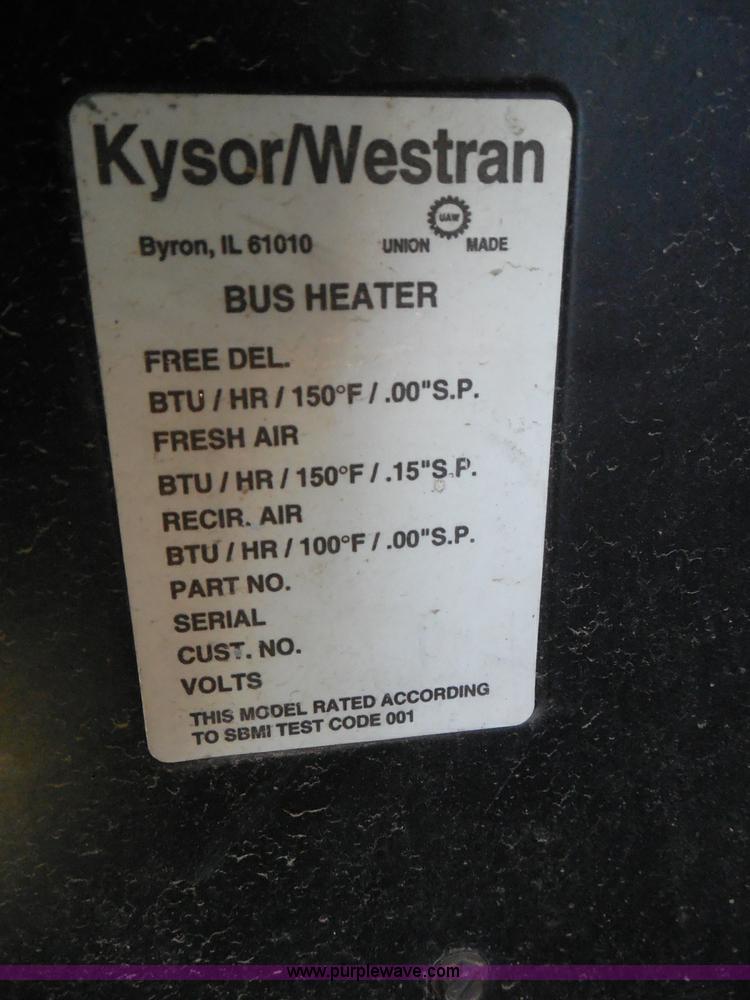 Kysor/Westran
UAW
Byron, IL 61010 UNION MADE
BUS HEATER
FREE DEL.
BTU / HR / 150°F / .00"S.P.
FRESH AIR
BTU / HR / 150°F / .15"S.P.
RECIR. AIR
BTU / HR / 100°F / .00"S.P.
PART NO.
SERIAL
CUST. NO.
VOLTS
THIS MODEL RATED ACCORDING
TO SBMI TEST CODE 001
www.purplewave.com